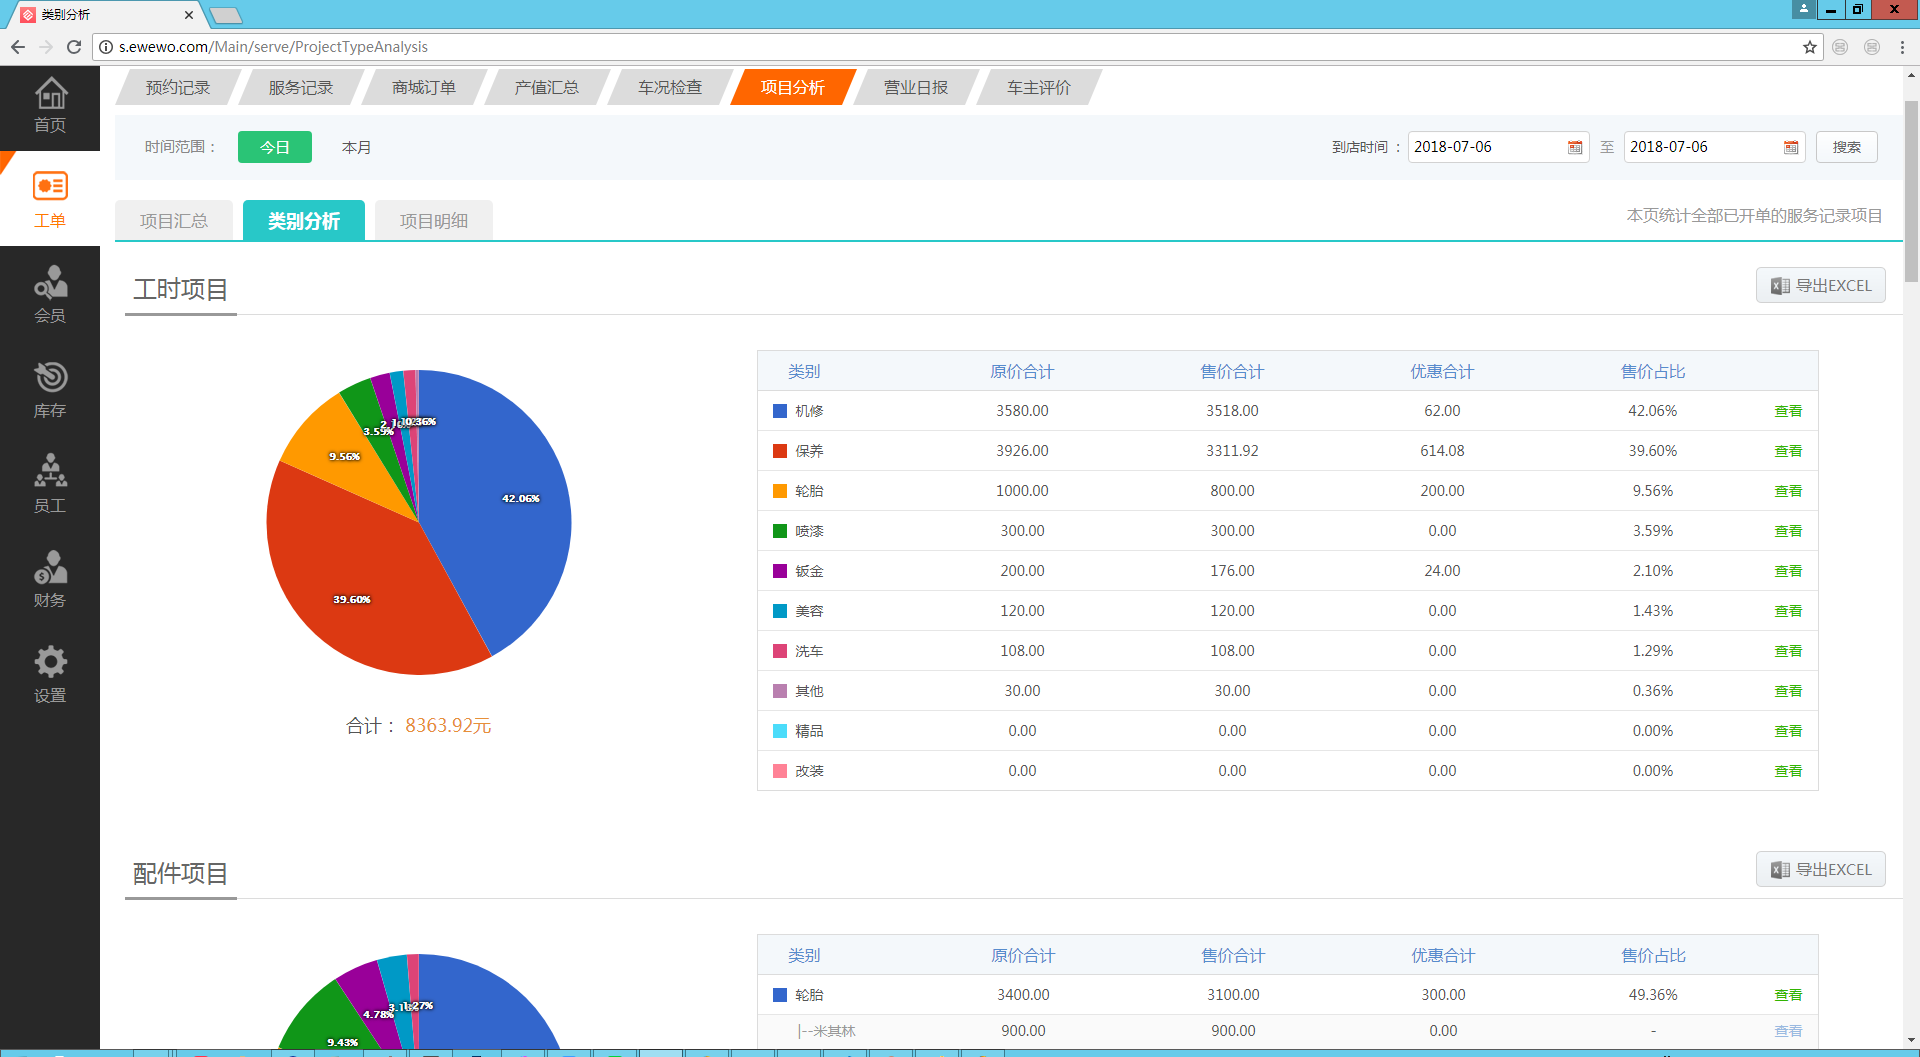 类别分析
s.ewewo.com/Main/serve/ProjectTypeAnalysis
首页
工单
会员
库存
员工
财务
设置
预约记录 服务记录 商城订单 产值汇总 车况检查 项目分析 营业日报 车主评价
时间范围： 今日 本月 到店时间 : 2018-07-06 至 2018-07-06 搜索
项目汇总 类别分析 项目明细 本页统计全部已开单的服务记录项目
工时项目 导出EXCEL
42.06%
39.60%
9.56%
3.59%
0.36%
合计： 8363.92元
类别 原价合计 售价合计 优惠合计 售价占比
机修 3580.00 3518.00 62.00 42.06% 查看
保养 3926.00 3311.92 614.08 39.60% 查看
轮胎 1000.00 800.00 200.00 9.56% 查看
喷漆 300.00 300.00 0.00 3.59% 查看
钣金 200.00 176.00 24.00 2.10% 查看
美容 120.00 120.00 0.00 1.43% 查看
洗车 108.00 108.00 0.00 1.29% 查看
其他 30.00 30.00 0.00 0.36% 查看
精品 0.00 0.00 0.00 0.00% 查看
改装 0.00 0.00 0.00 0.00% 查看
配件项目 导出EXCEL
1.27%
4.78%
9.43%
类别 原价合计 售价合计 优惠合计 售价占比
轮胎 3400.00 3100.00 300.00 49.36% 查看
|--米其林 900.00 900.00 0.00 - 查看